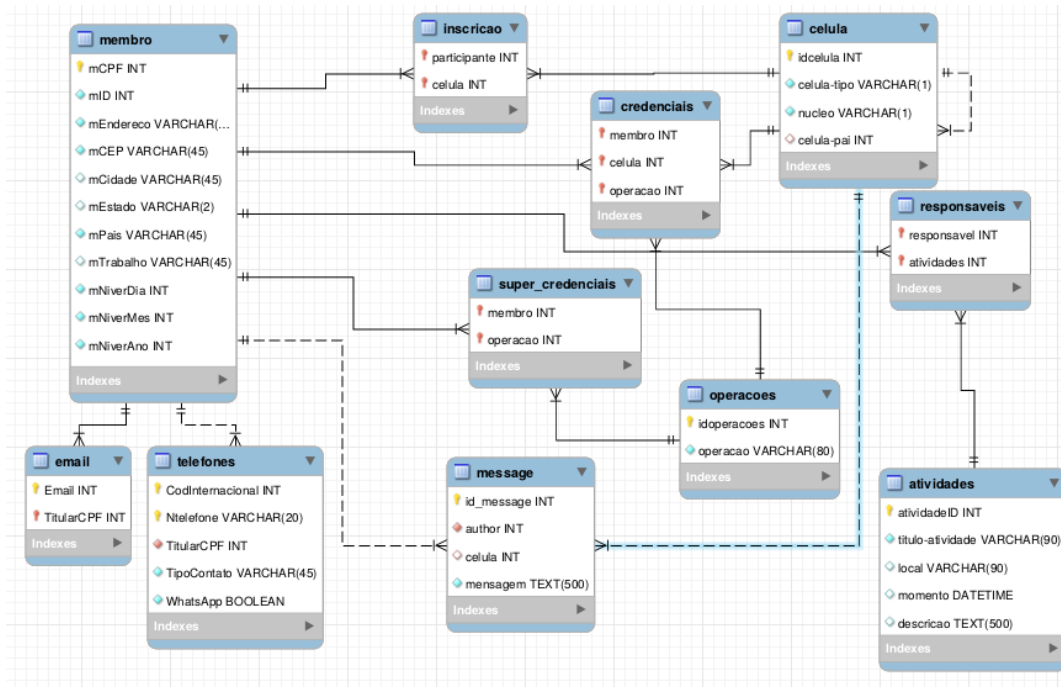 membro
mCPF INT
mID INT
mEndereco VARCHAR(...
mCEP VARCHAR(45)
mCidade VARCHAR(45)
mEstado VARCHAR(2)
mPais VARCHAR(45)
mTrabalho VARCHAR(45)
mNiverDia INT
mNiverMes INT
mNiverAno INT
Indexes
inscricao
participante INT
celula INT
Indexes
celula
idcelula INT
celula-tipo VARCHAR(1)
nucleo VARCHAR(1)
celula-pai INT
Indexes
credenciais
membro INT
celula INT
operacao INT
Indexes
responsaveis
responsavel INT
atividades INT
Indexes
super_credenciais
membro INT
operacao INT
Indexes
operacoes
idoperacoes INT
operacao VARCHAR(80)
Indexes
email
Email INT
TitularCPF INT
Indexes
telefones
CodInternacional INT
Ntelefone VARCHAR(20)
TitularCPF INT
TipoContato VARCHAR(45)
WhatsApp BOOLEAN
Indexes
message
id_message INT
author INT
celula INT
mensagem TEXT(500)
Indexes
atividades
atividadeID INT
titulo-atividade VARCHAR(90)
local VARCHAR(90)
momento DATETIME
descricao TEXT(500)
Indexes